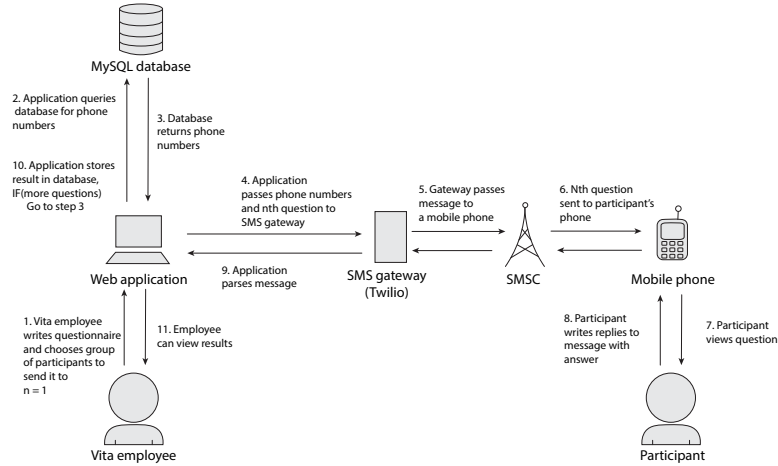 MySQL database
2. Application queries
database for phone
numbers
3. Database
returns phone
numbers
10. Application stores
result in database,
IF(more questions)
Go to step 3
4. Application
passes phone numbers
and nth question to
SMS gateway
5. Gateway passes
message to
a mobile phone
6. Nth question
sent to participant's
phone
Web application
9. Application
parses message
SMS gateway
(Twilio)
SMSC
Mobile phone
1. Vita employee
writes questionnaire
and chooses group
of participants to
send it to
n = 1
11. Employee
can view results
8. Participant
writes replies to
message with
answer
7. Participant
views question
Vita employee
Participant